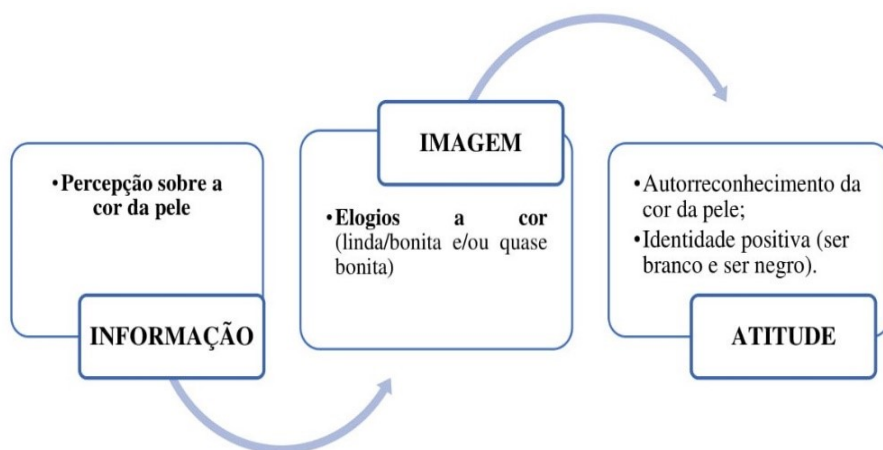 •Percepção sobre a
cor da pele
INFORMAÇÃO
IMAGEM
•Elogios a cor
(linda/bonita e/ou quase
bonita)
•Autorreconhecimento da
cor da pele;
•Identidade positiva (ser
branco e ser negro).
ATITUDE